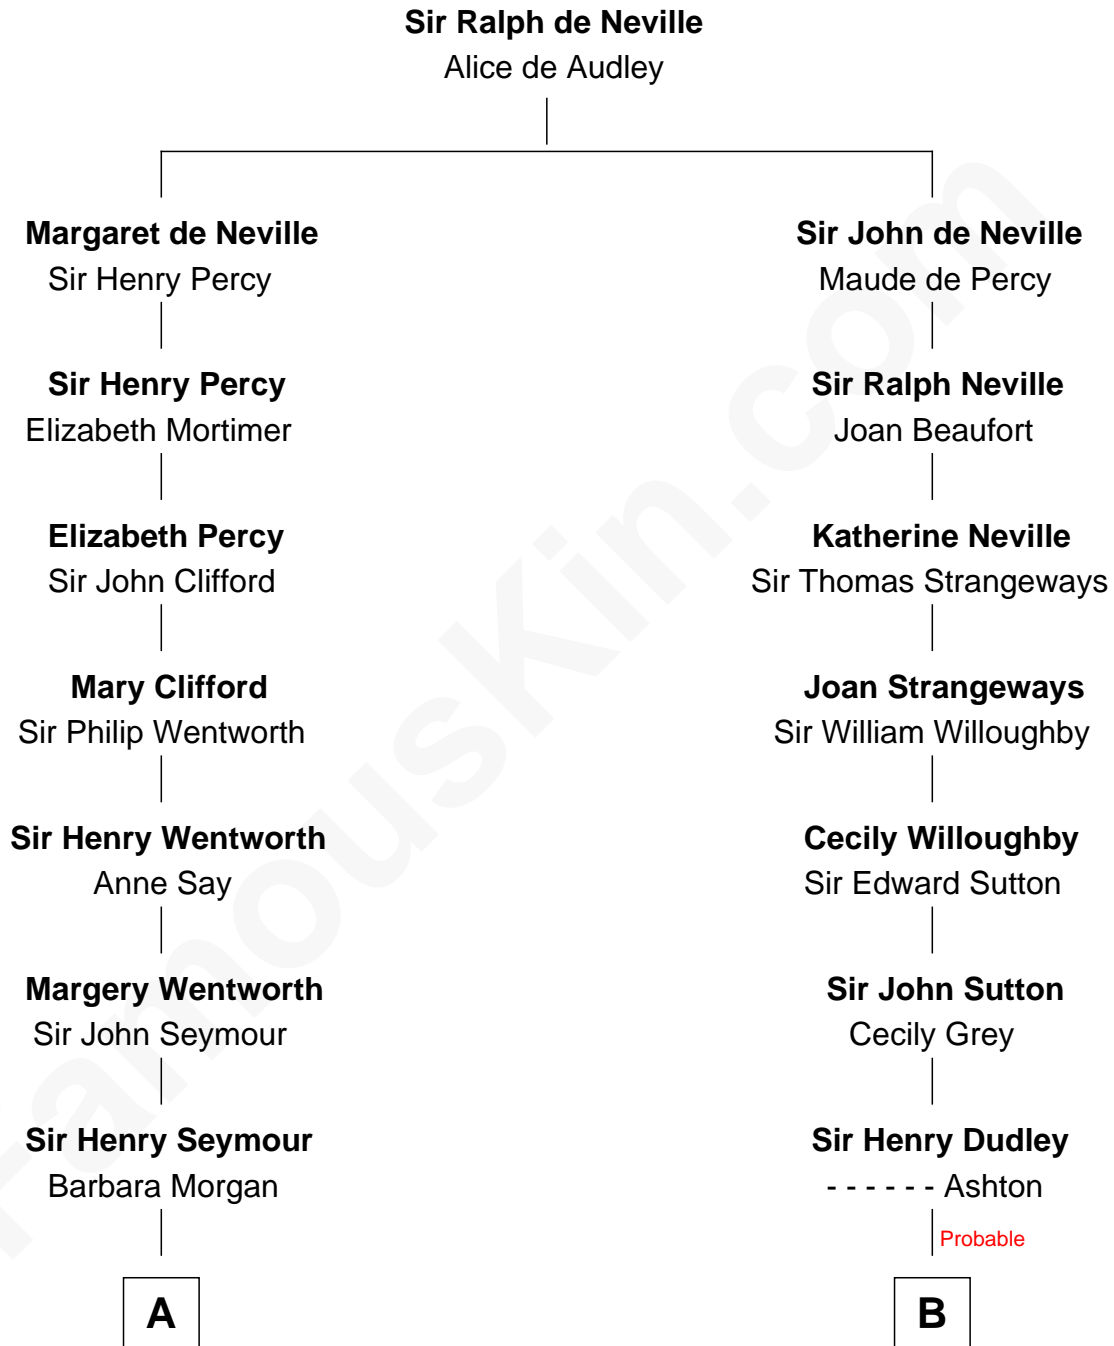 Sir Ralph de Neville
Alice de Audley
Margaret de Neville
Sir Henry Percy
Sir John de Neville
Maude de Percy
Sir Henry Percy
Elizabeth Mortimer
Sir Ralph Neville
Joan Beaufort
Elizabeth Percy
Sir John Clifford
Katherine Neville
Sir Thomas Strangeways
Mary Clifford
Sir Philip Wentworth
Joan Strangeways
Sir William Willoughby
Sir Henry Wentworth
Anne Say
Cecily Willoughby
Sir Edward Sutton
Margery Wentworth
Sir John Seymour
Sir John Sutton
Cecily Grey
Sir Henry Seymour
Barbara Morgan
Sir Henry Dudley
- - - - - - Ashton
Probable
A
B
FamousKin.com